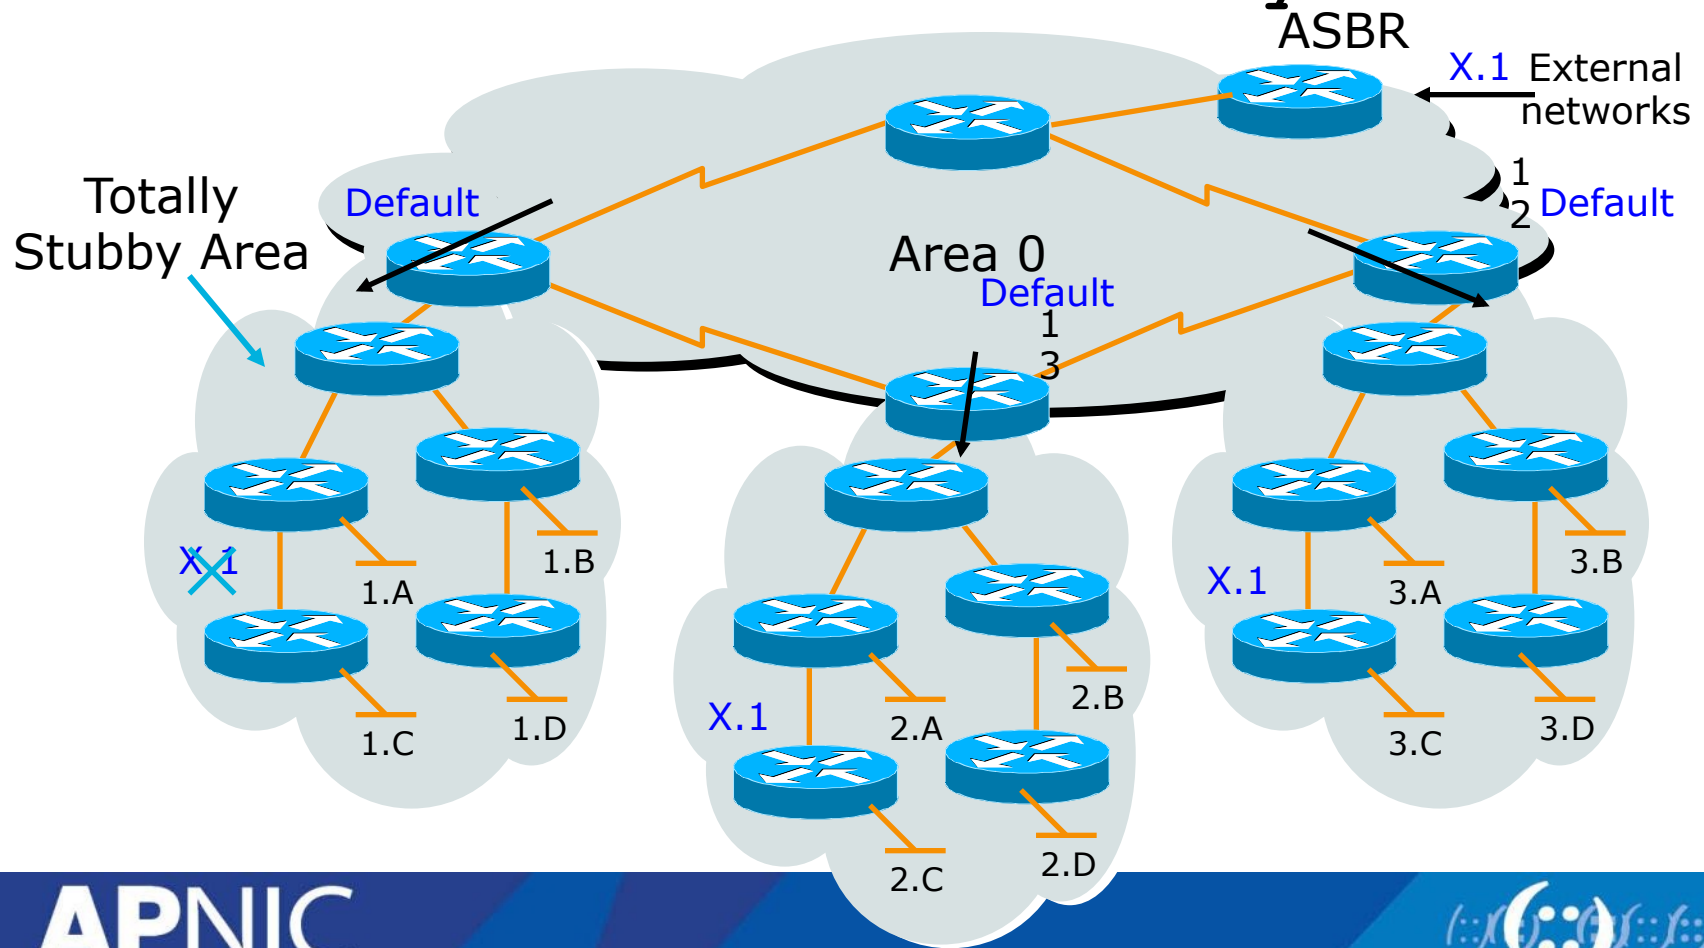 ASBR
X.1 External
networks
Totally
Stubby Area
Default
1
2
Default
Area 0
Default
1
3
X.1
1.A
1.B
1.C
1.D
X.1
2.A
2.B
2.C
2.D
X.1
3.A
3.B
3.C
3.D
APNIC